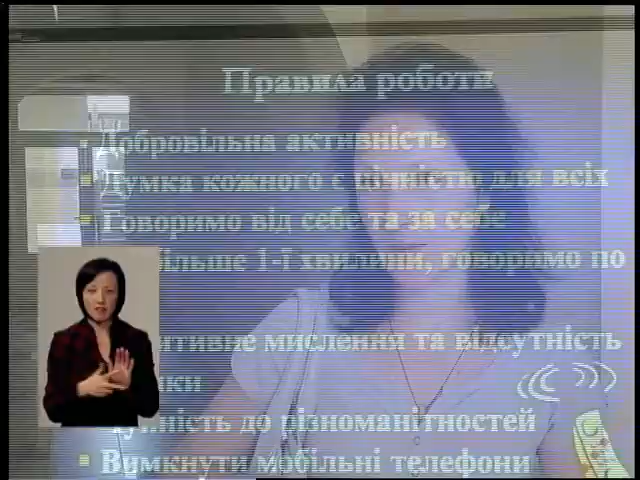 Правила роботи
Добровільна активність
Думка кожного є цінністю для всіх
Говоримо від себе та за себе
більше 1-ї хвилини, говоримо по
мислення та відсутність
до різноманітностей
Вимкнути мобільні телефони